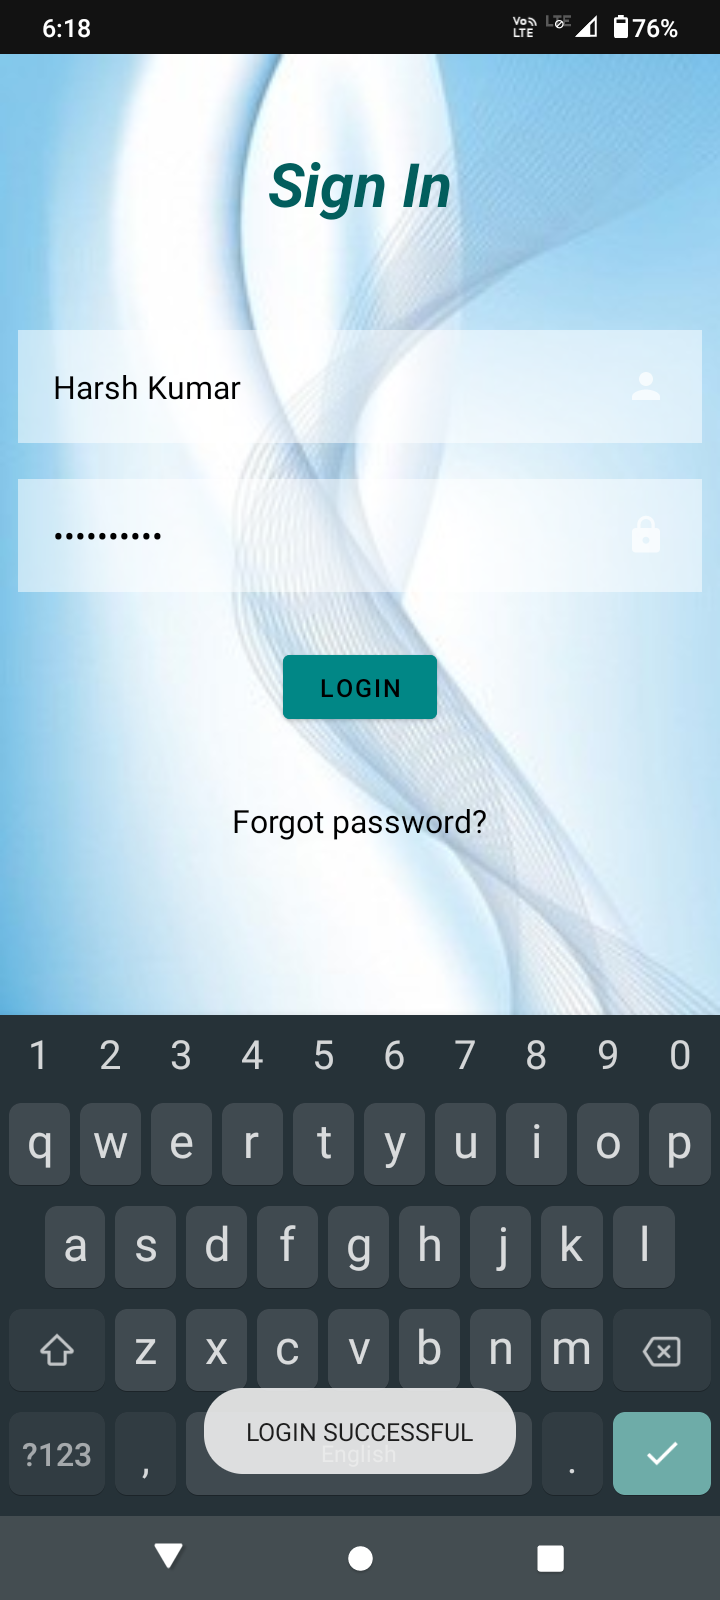 6:18
Vo
LTE
LTE
76%
Sign In
Harsh Kumar
••••••••••
LOGIN
Forgot password?
1 2 3 4 5 6 7 8 9 0
q w e r t y u i o p
a s d f g h j k l
z x c v b n m
LOGIN SUCCESSFUL
?123 , English .